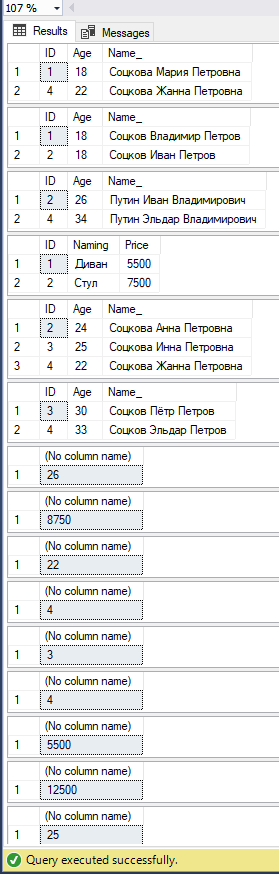 107 %
Results Messages
ID Age Name_
1 1 18 Соцкова Мария Петровна
2 4 22 Соцкова Жанна Петровна
ID Age Name_
1 1 18 Соцков Владимир Петров
2 2 18 Соцков Иван Петров
ID Age Name_
1 2 26 Путин Иван Владимирович
2 4 34 Путин Эльдар Владимирович
ID Naming Price
1 1 Диван 5500
2 2 Стул 7500
ID Age Name_
1 2 24 Соцкова Анна Петровна
2 3 25 Соцкова Инна Петровна
3 4 22 Соцкова Жанна Петровна
ID Age Name_
1 3 30 Соцков Пётр Петров
2 4 33 Соцков Эльдар Петров
(No column name)
1 26
(No column name)
1 8750
(No column name)
1 22
(No column name)
1 4
(No column name)
1 3
(No column name)
1 4
(No column name)
1 5500
(No column name)
1 12500
(No column name)
1 25
Query executed successfully.